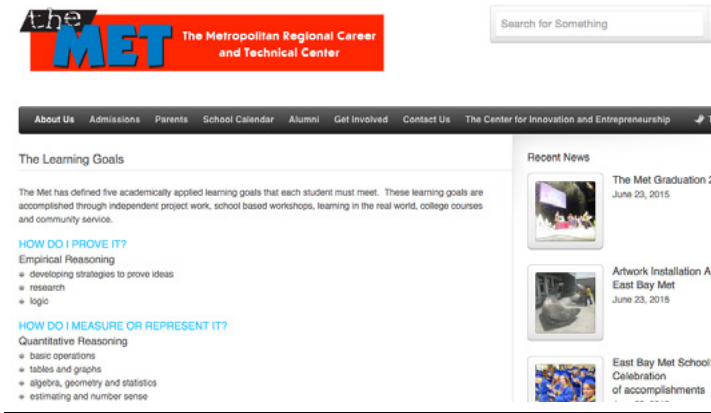 the
MET
The Metropolitan Regional Career
and Technical Center
Search for Something
About Us Admissions Parents School Calendar Alumni Get Involved Contact Us The Center for Innovation and Entrepreneurship T
The Learning Goals
The Met has defined five academically applied learning goals that each student must meet. These learning goals are
accomplished through independent project work, school based workshops, learning in the real world, college courses
and community service.
HOW DO I PROVE IT?
Empirical Reasoning
developing strategies to prove ideas
research
logic
HOW DO I MEASURE OR REPRESENT IT?
Quantitative Reasoning
basic operations
tables and graphs
algebra, geometry and statistics
estimating and number sense
Recent News
The Met Graduation 2
June 23, 2015
Artwork Installation A
East Bay Met
June 23, 2015
East Bay Met School:
Celebration
of accomplishments